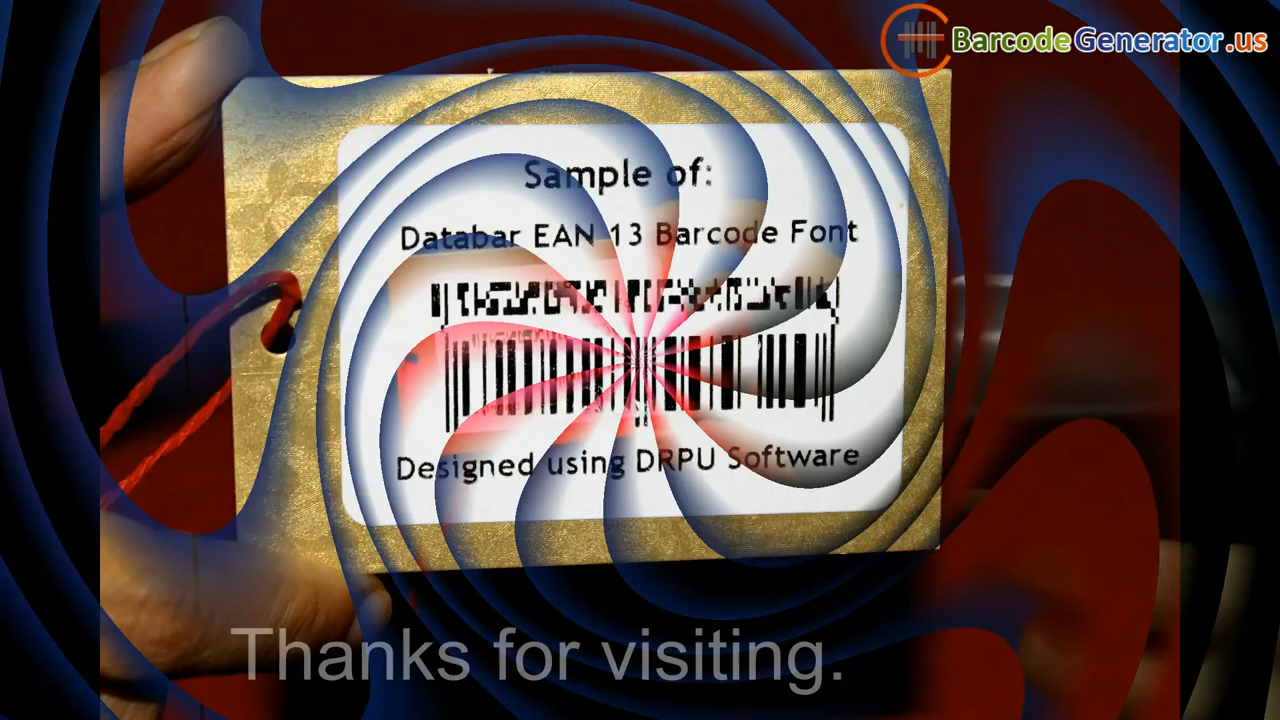 BarcodeGenerator.us
Sample of:
Databar EAN 13 Barcode Font
Designed using DRPU Software
Thanks for visiting.